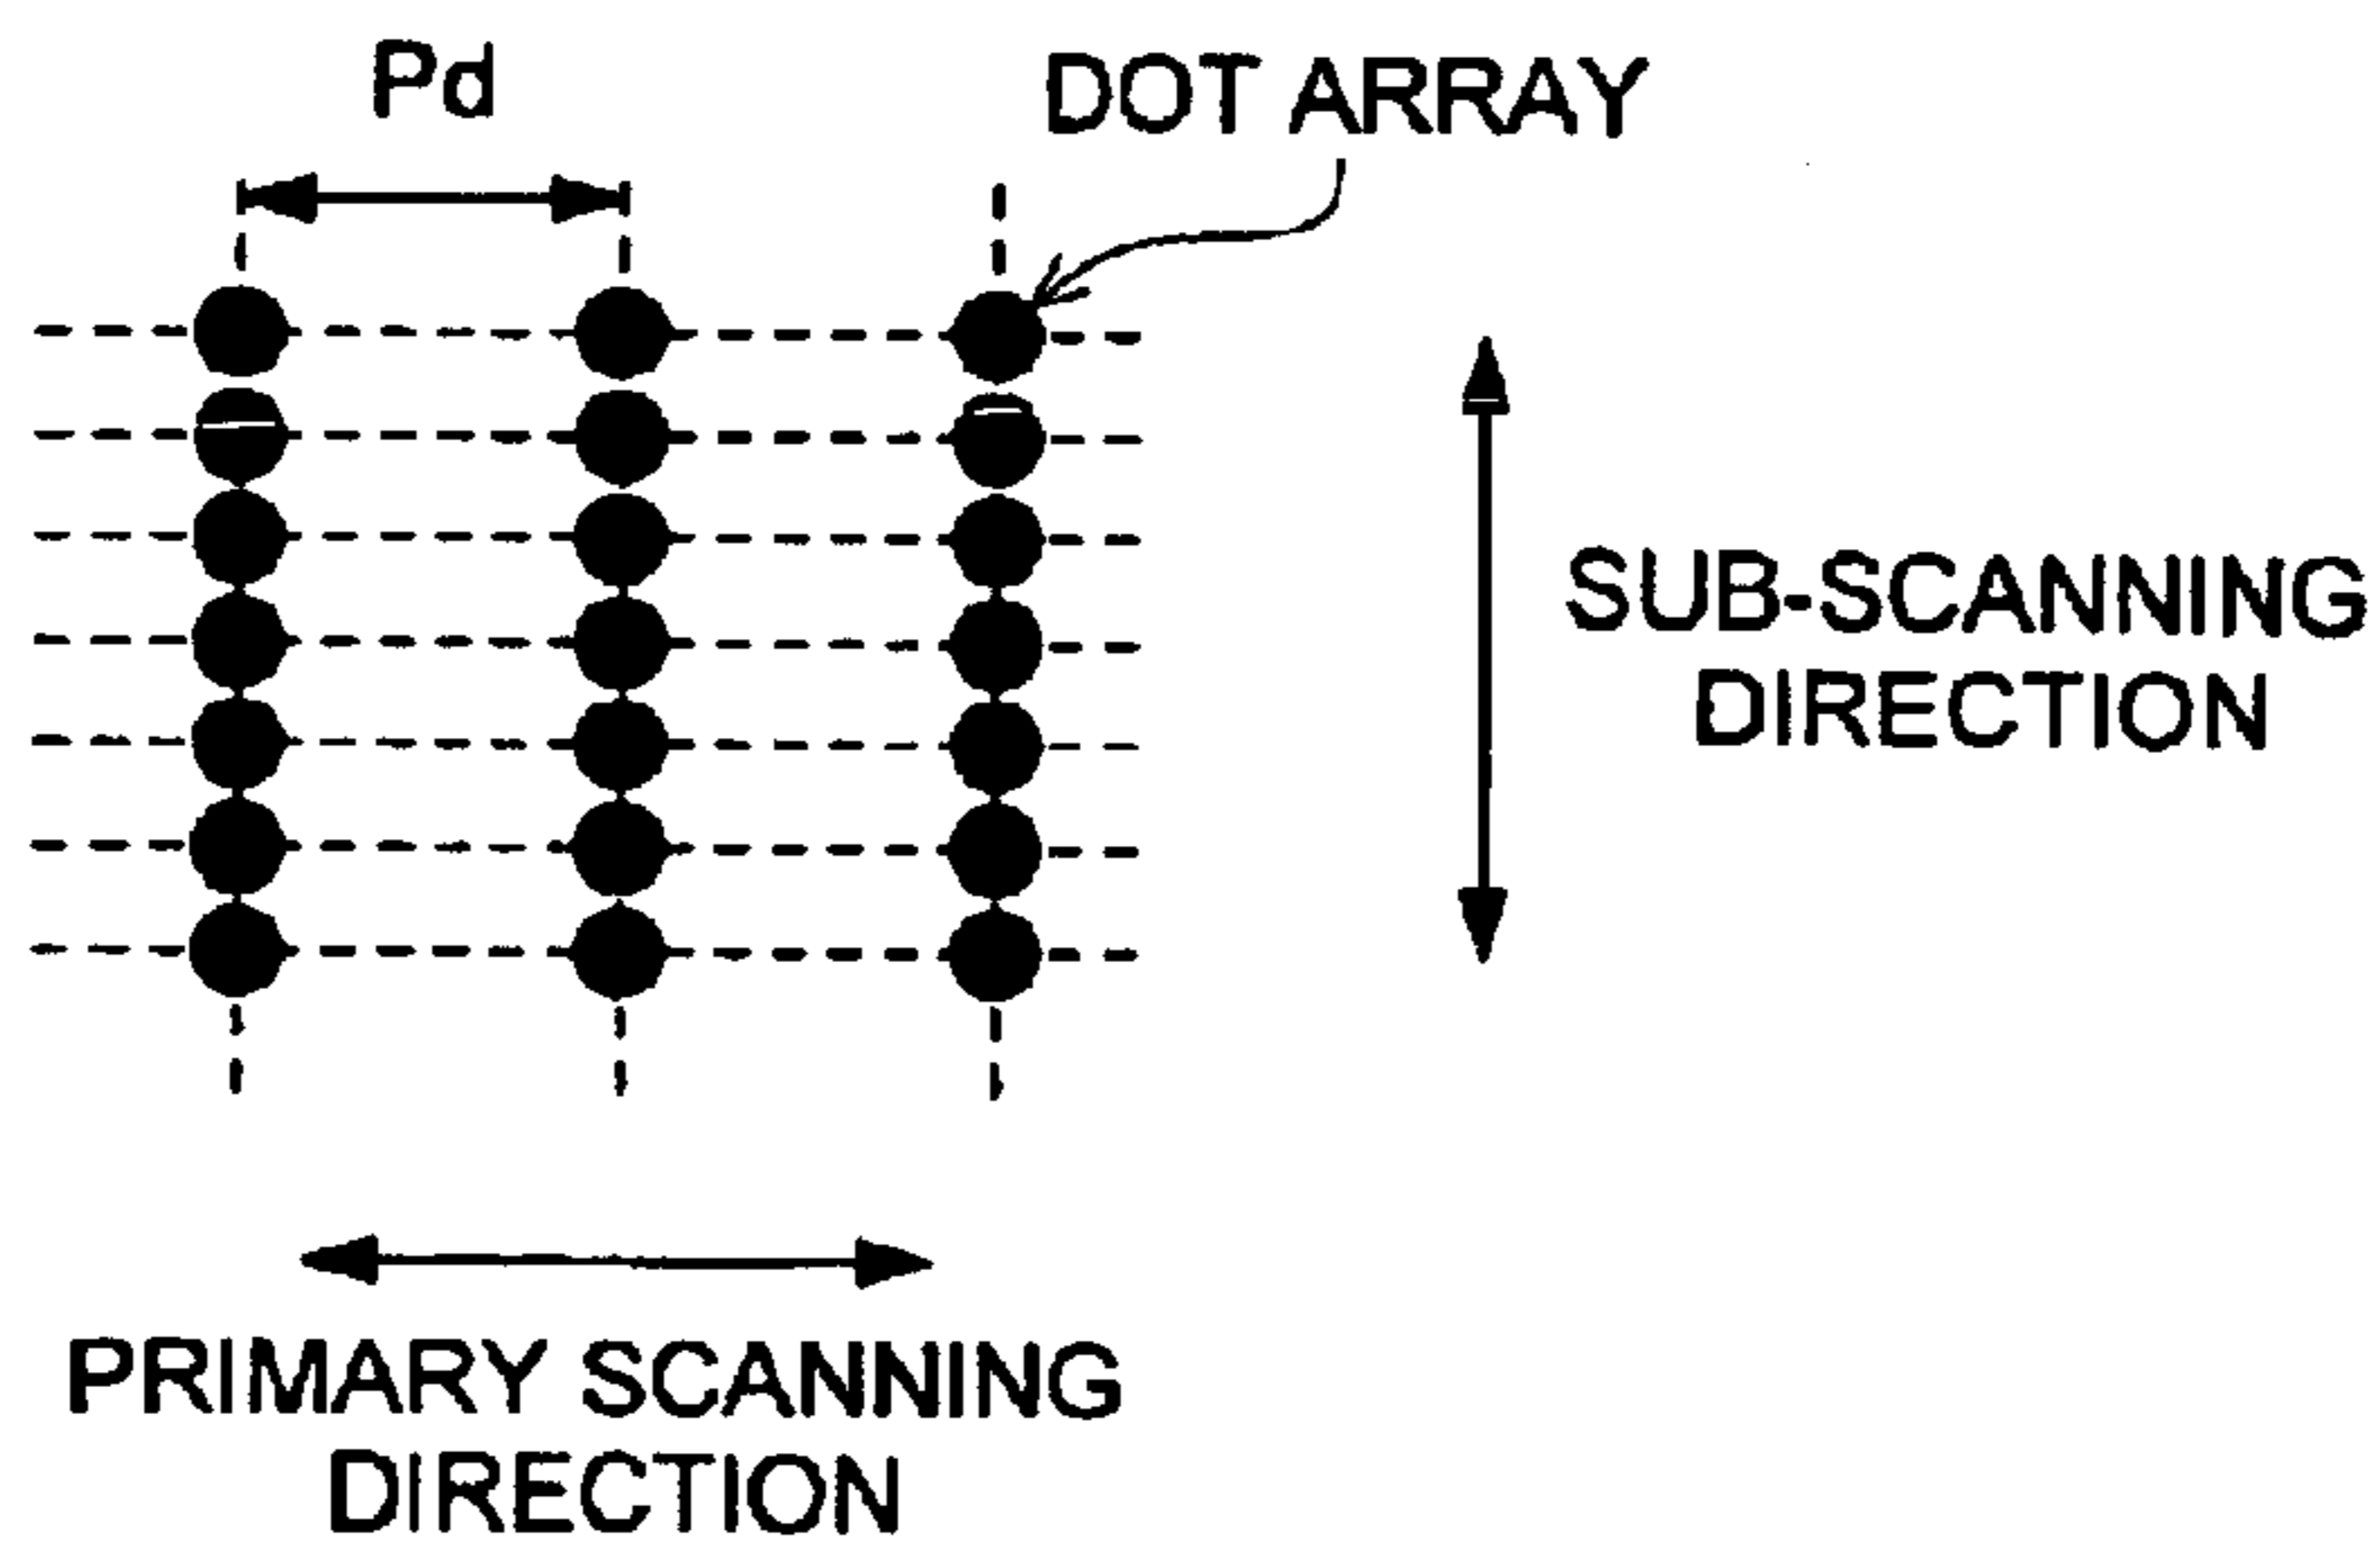 Pd
DOT ARRAY
SUB-SCANNING
DIRECTION
PRIMARY SCANNING
DIRECTION